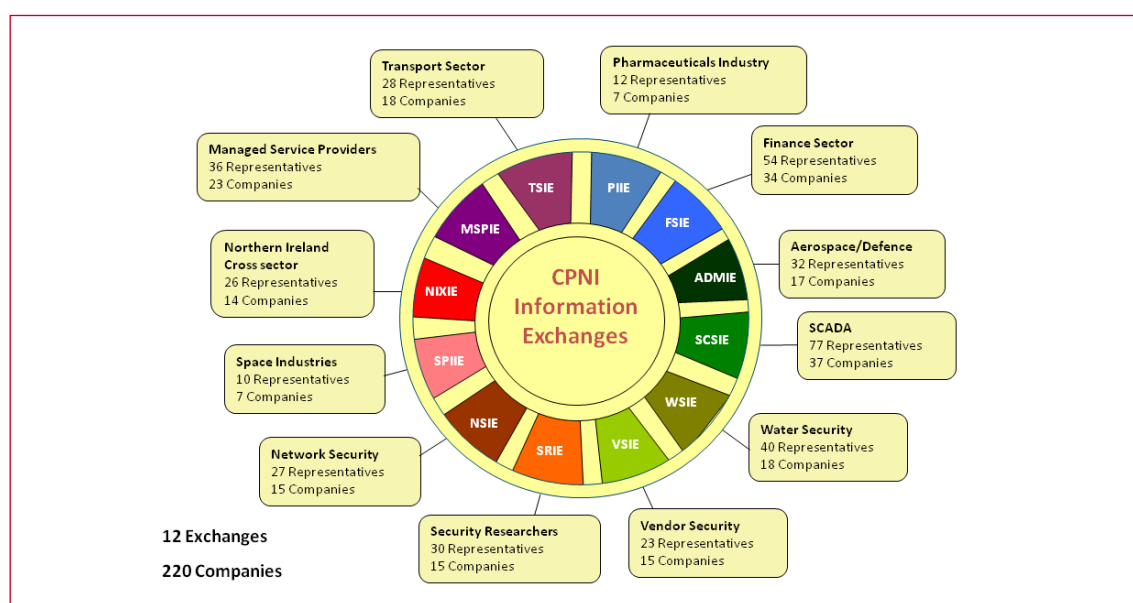 Transport Sector
28 Representatives
18 Companies
Pharmaceuticals Industry
12 Representatives
7 Companies
Managed Service Providers
36 Representatives
23 Companies
Finance Sector
54 Representatives
34 Companies
Northern Ireland
Cross sector
26 Representatives
14 Companies
Aerospace/Defence
32 Representatives
17 Companies
Space Industries
10 Representatives
7 Companies
SCADA
77 Representatives
37 Companies
Network Security
27 Representatives
15 Companies
Water Security
40 Representatives
18 Companies
Security Researchers
30 Representatives
15 Companies
Vendor Security
23 Representatives
15 Companies
TSIE
PIIE
FSIE
ADMIE
SCSIE
WSIE
VSIE
SRIE
NSIE
SPIIE
NIXIE
MSPIE
CPNI
Information
Exchanges
12 Exchanges
220 Companies